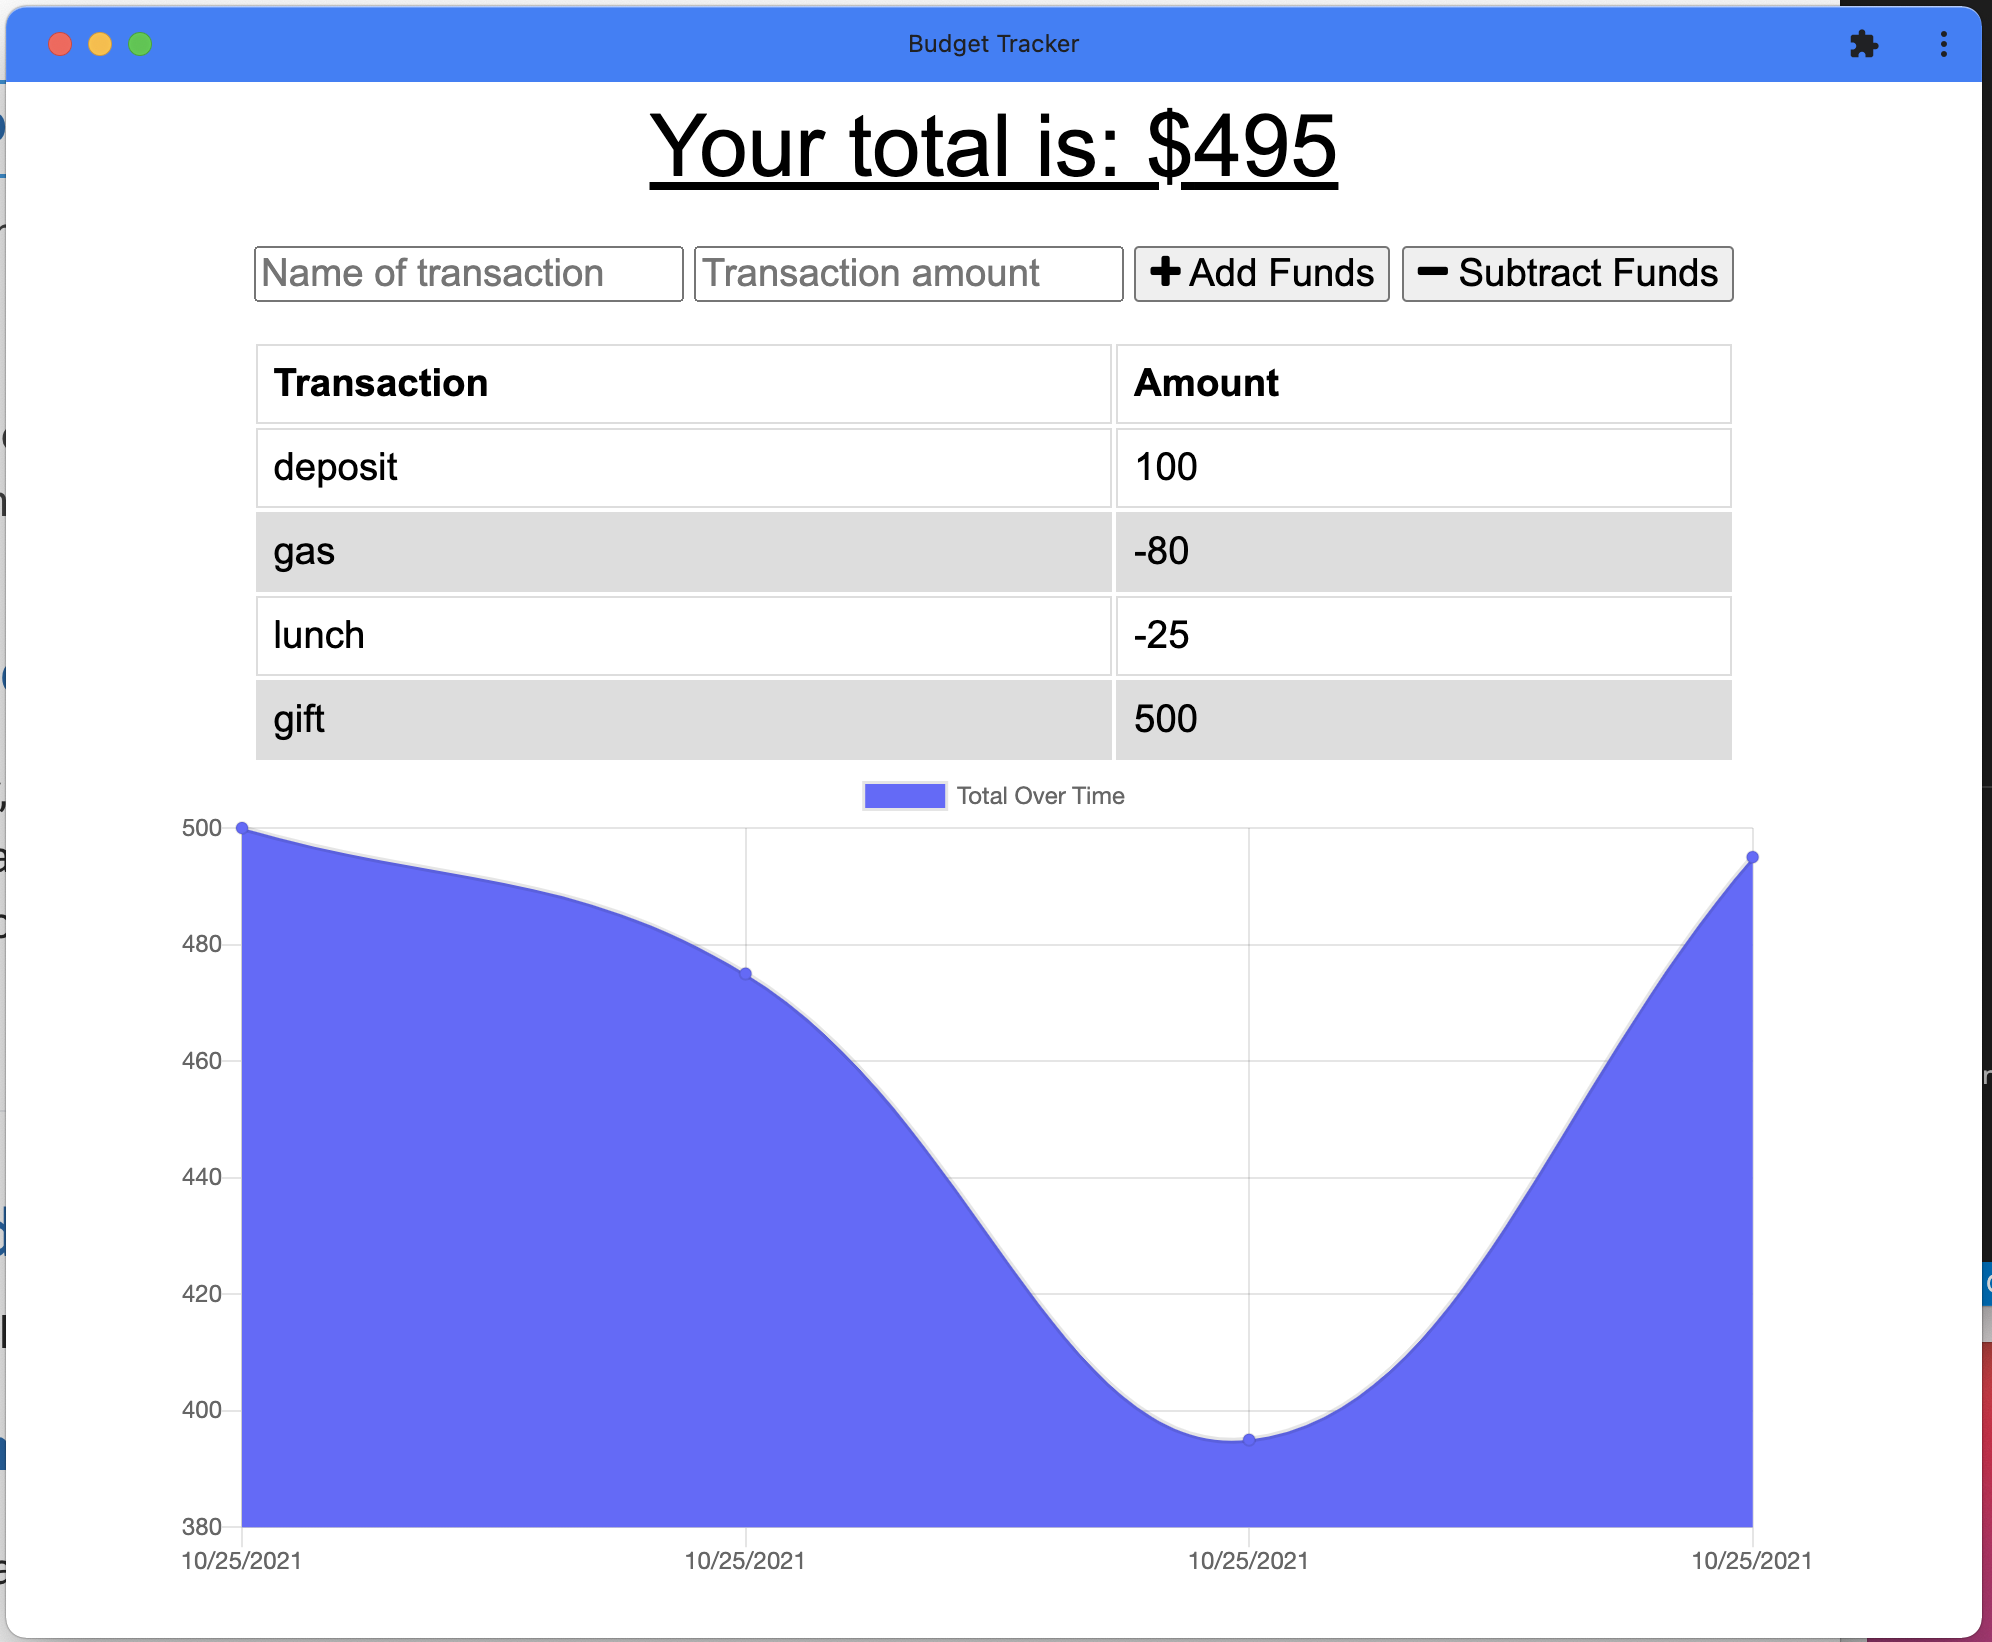 Budget Tracker
Your total is: $495
Name of transaction Transaction amount Add Funds Subtract Funds
Transaction Amount
deposit 100
gas -80
lunch -25
gift 500
Total Over Time
500
480
460
440
420
400
380
10/25/2021 10/25/2021 10/25/2021 10/25/2021